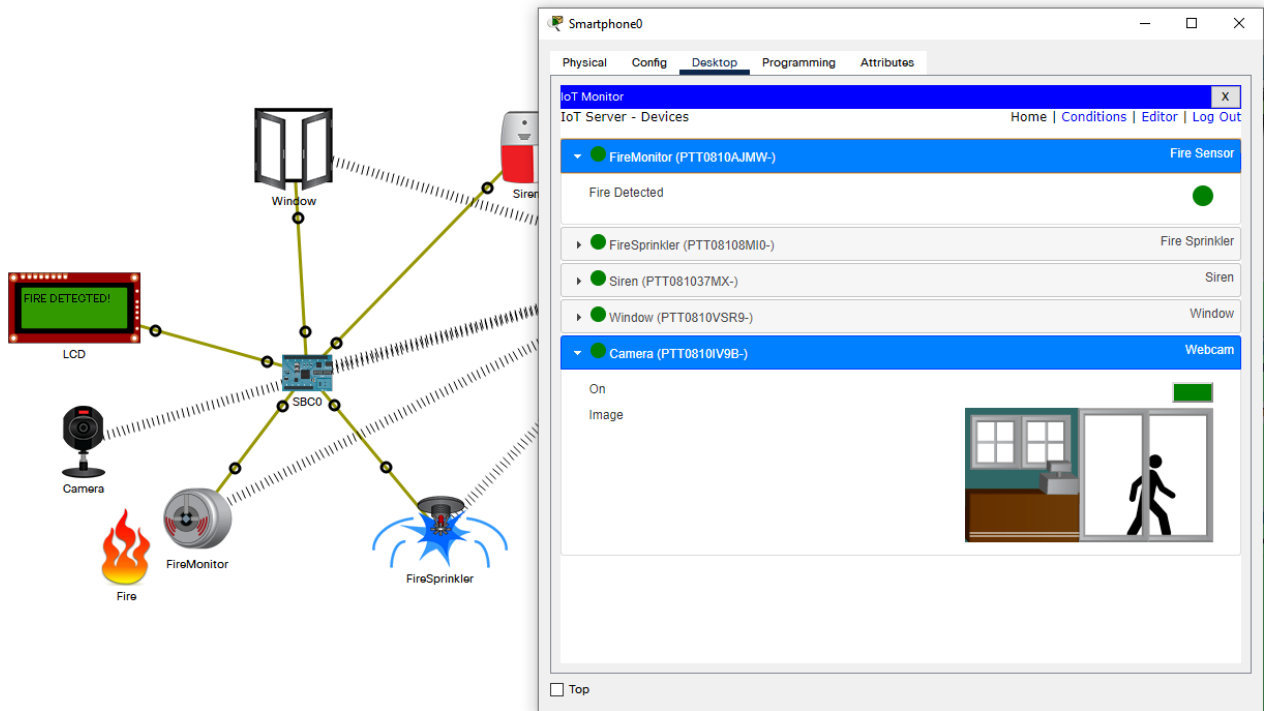 Smartphone0
Physical Config Desktop Programming Attributes
IoT Monitor X
IoT Server - Devices Home | Conditions | Editor | Log Out
FireMonitor (PTT0810AJMW-) Fire Sensor
Fire Detected
FireSprinkler (PTT08108MI0-) Fire Sprinkler
Siren (PTT081037MX-) Siren
Window (PTT0810VSR9-) Window
Camera (PTT0810IV9B-) Webcam
On
Image
Top
Window
Siren
FIRE DETECTED!
LCD
SBC0
Camera
FireMonitor
Fire
FireSprinkler